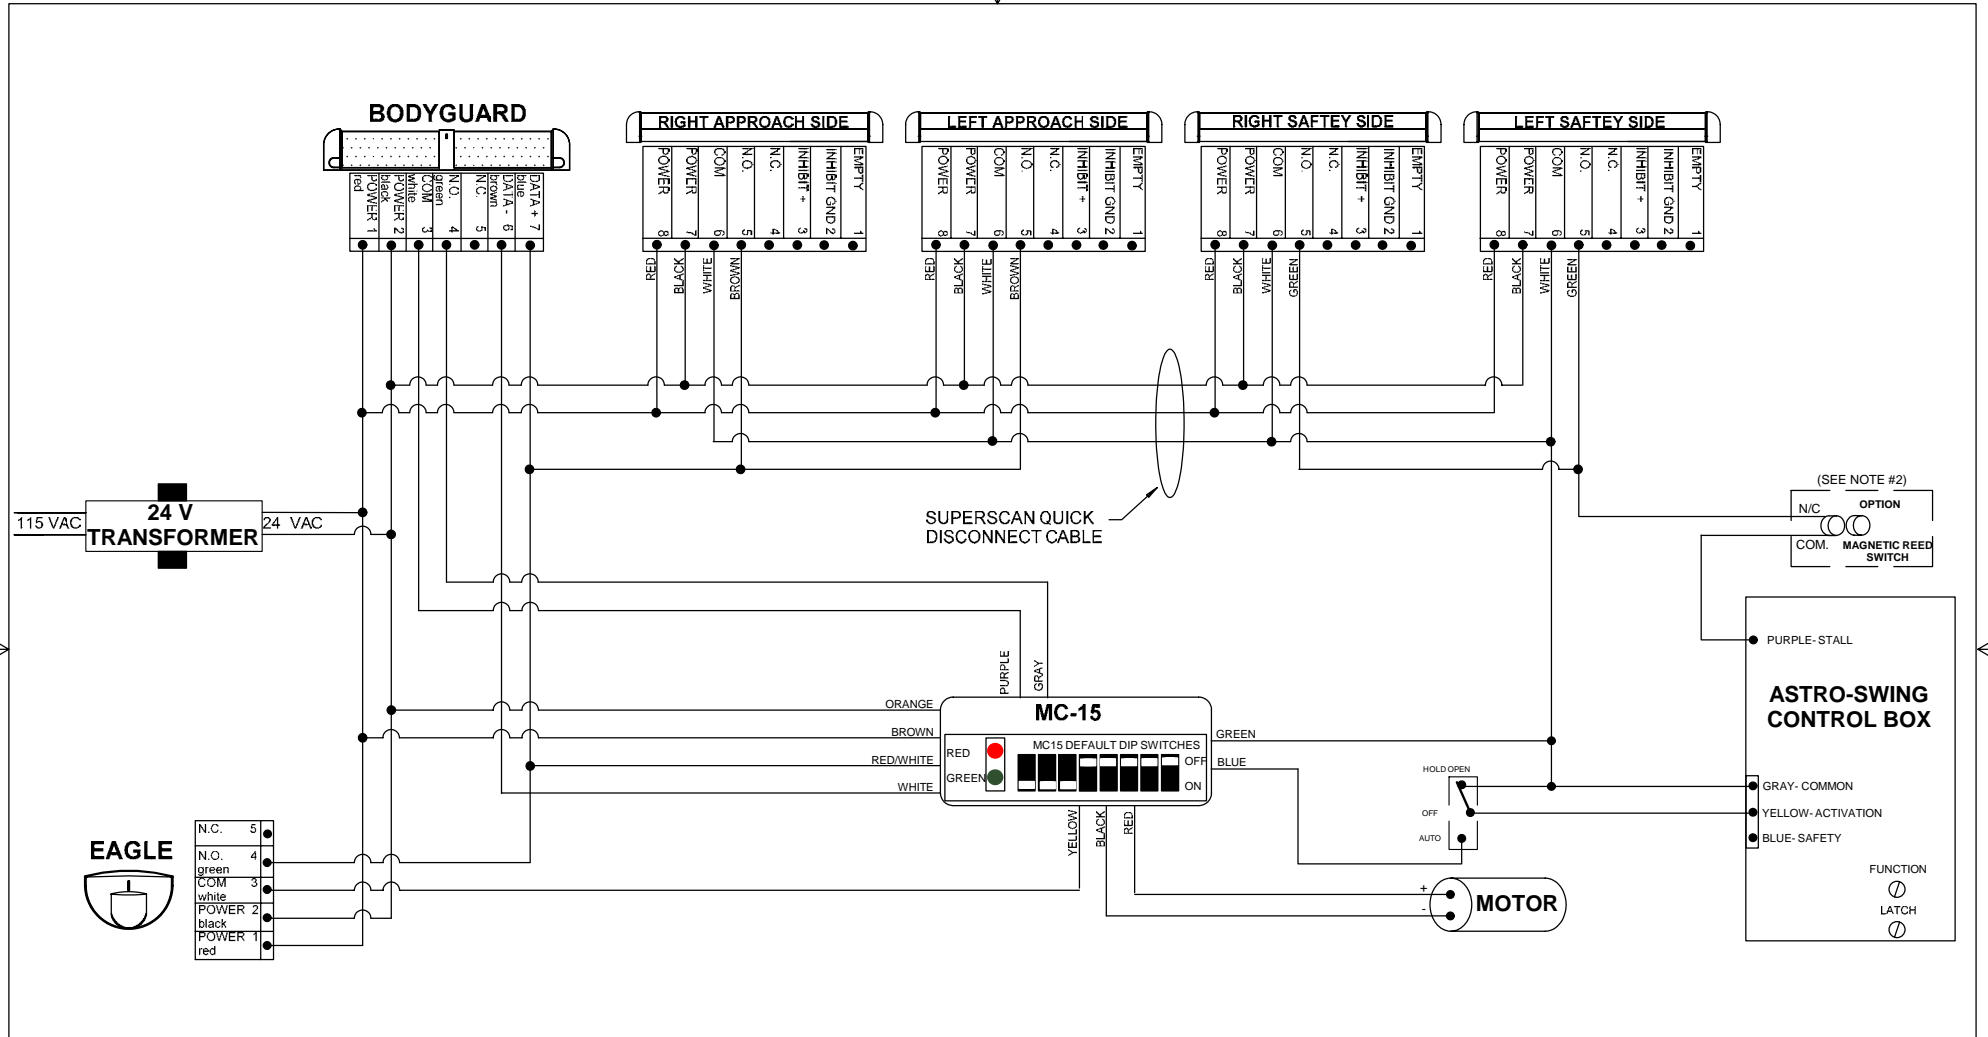 BODYGUARD
POWER 1
red
POWER 2
black
COM 3
white
N.O. 4
green
N.C. 5
DATA - 6
brown
DATA + 7
blue
RIGHT APPROACH SIDE
POWER 8
POWER 7
COM 6
N.O. 5
N.C. 4
INHIBIT + 3
INHIBIT GND 2
EMPTY 1
RED
BLACK
WHITE
BROWN
LEFT APPROACH SIDE
POWER 8
POWER 7
COM 6
N.O. 5
N.C. 4
INHIBIT + 3
INHIBIT GND 2
EMPTY 1
RED
BLACK
WHITE
BROWN
RIGHT SAFTEY SIDE
POWER 8
POWER 7
COM 6
N.O. 5
N.C. 4
INHIBIT + 3
INHIBIT GND 2
EMPTY 1
RED
BLACK
WHITE
GREEN
LEFT SAFTEY SIDE
POWER 8
POWER 7
COM 6
N.O. 5
N.C. 4
INHIBIT + 3
INHIBIT GND 2
EMPTY 1
RED
BLACK
WHITE
GREEN
115 VAC
24 V
TRANSFORMER
24 VAC
SUPERSCAN QUICK
DISCONNECT CABLE
(SEE NOTE #2)
N/C
OPTION
COM.
MAGNETIC REED
SWITCH
PURPLE-STALL
ASTRO-SWING
CONTROL BOX
GRAY-COMMON
YELLOW-ACTIVATION
BLUE-SAFETY
FUNCTION
LATCH
PURPLE
GRAY
ORANGE
BROWN
RED/WHITE
WHITE
MC-15
RED
GREEN
MC15 DEFAULT DIP SWITCHES
OFF
ON
GREEN
BLUE
YELLOW
BLACK
RED
HOLD OPEN
OFF
AUTO
+
-
MOTOR
EAGLE
N.C. 5
N.O. 4
green
COM 3
white
POWER 2
black
POWER 1
red